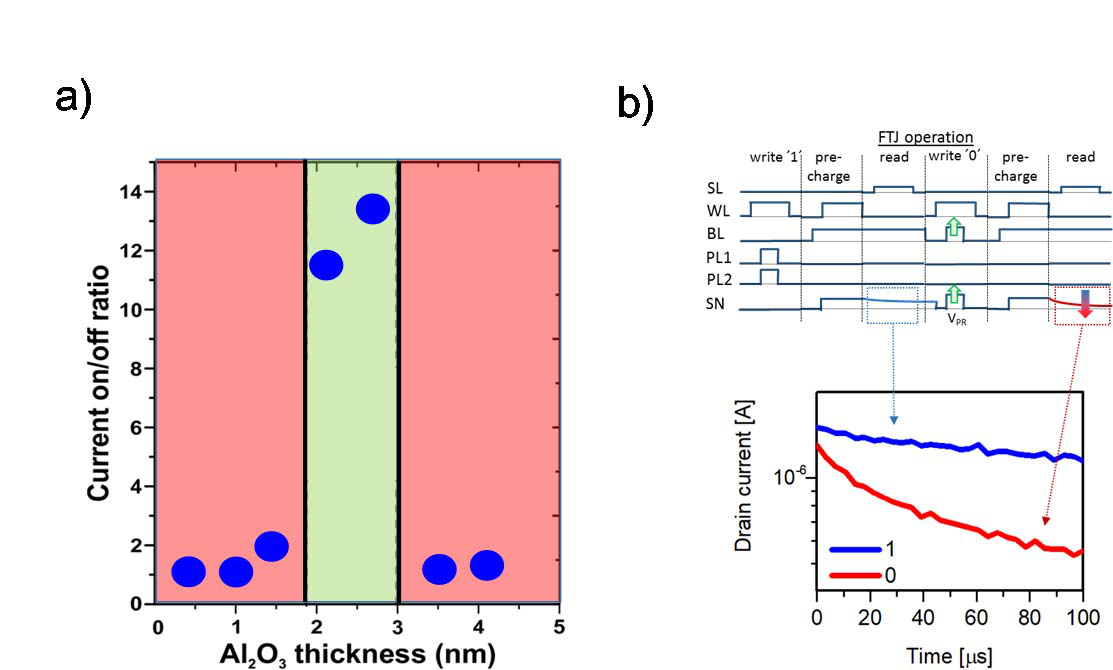 a)
Current on/off ratio
14
12
10
8
6
4
2
0
0 1 2 3 4 5
Al₂O₃ thickness (nm)
b)
FTJ operation
write ´1´ pre-charge read write ´0´ pre-charge read
SL
WL
BL
PL1
PL2
SN
V_PR
Drain current [A]
10⁻⁶
1
0
0 20 40 60 80 100
Time [µs]